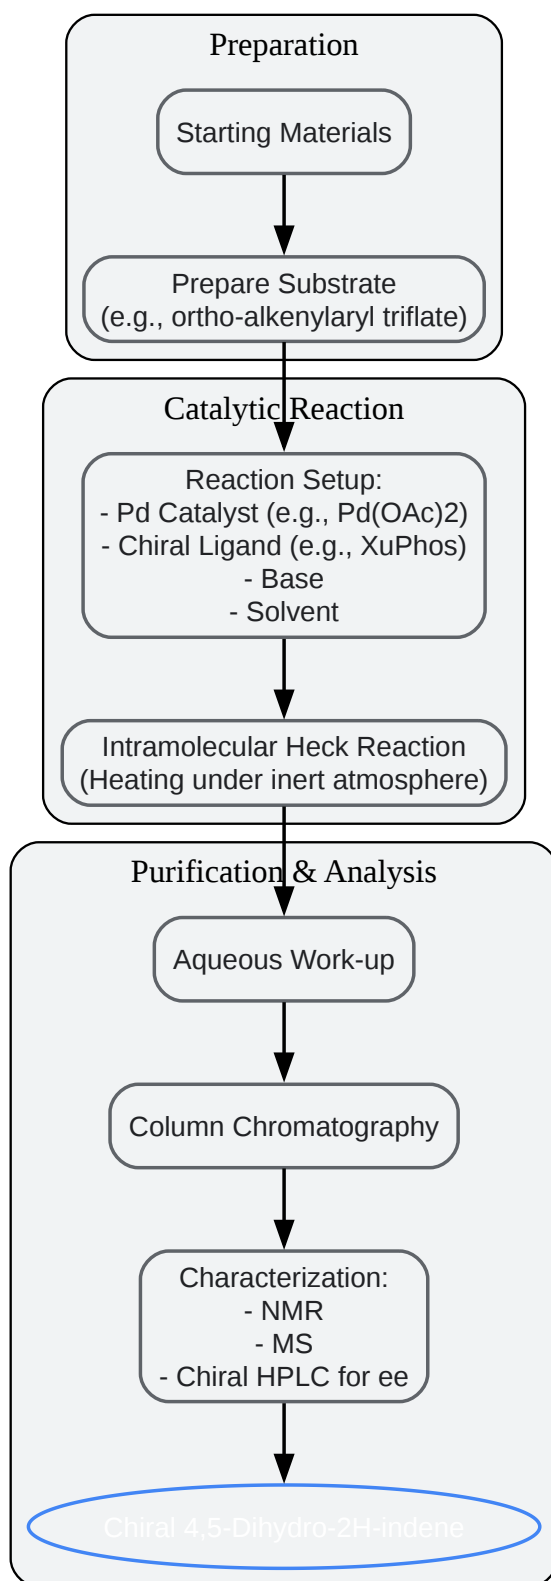 Preparation
Starting Materials
Prepare Substrate
(e.g., ortho-alkenylaryl triflate)
Catalytic Reaction
Reaction Setup:
- Pd Catalyst (e.g., Pd(OAc)2)
- Chiral Ligand (e.g., XuPhos)
- Base
- Solvent
Intramolecular Heck Reaction
(Heating under inert atmosphere)
Purification & Analysis
Aqueous Work-up
Column Chromatography
Characterization:
- NMR
- MS
- Chiral HPLC for ee
Chiral 4,5-Dihydro-2H-indene